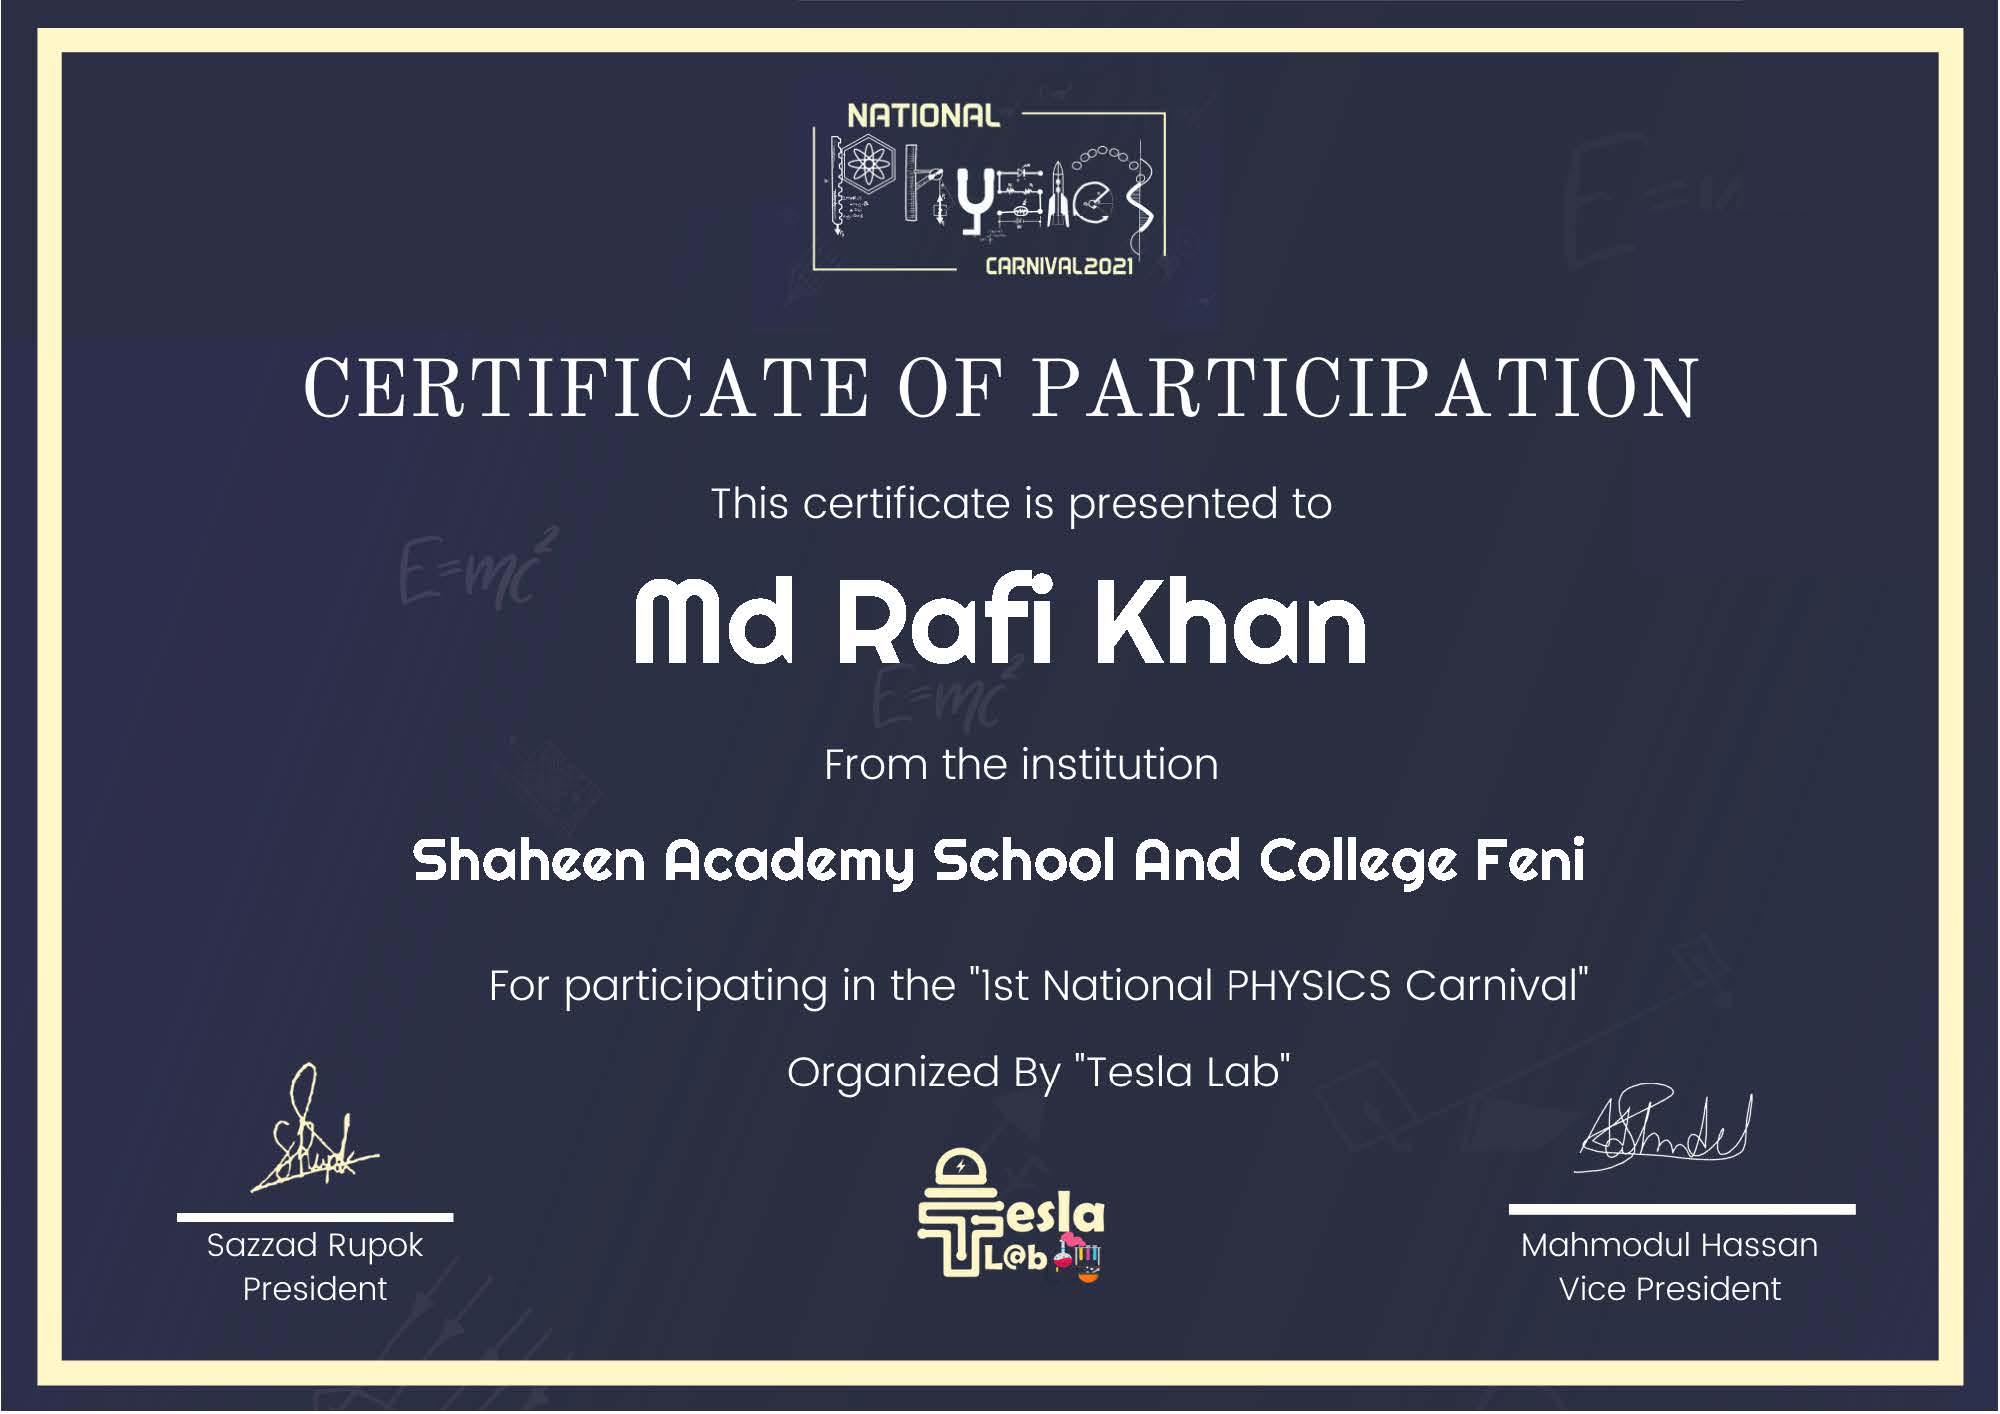 NATIONAL
Physics
CARNIVAL2021
CERTIFICATE OF PARTICIPATION
This certificate is presented to
E=mc²
Md Rafi Khan
E=mc²
From the institution
Shaheen Academy School And College Feni
For participating in the "1st National PHYSICS Carnival"
Organized By "Tesla Lab"
Tesla
L@b
Sazzad Rupok
President
Mahmodul Hassan
Vice President